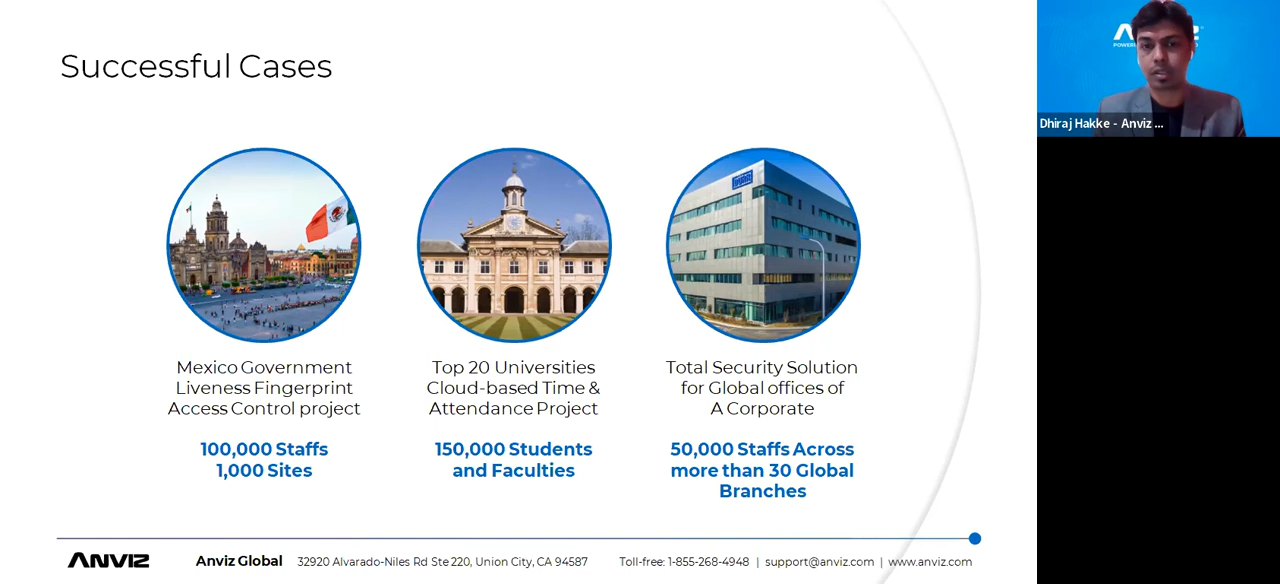 Successful Cases
Mexico Government
Liveness Fingerprint
Access Control project
100,000 Staffs
1,000 Sites
Top 20 Universities
Cloud-based Time &
Attendance Project
150,000 Students
and Faculties
Total Security Solution
for Global offices of
A Corporate
50,000 Staffs Across
more than 30 Global
Branches
ANVIZ
Anviz Global
32920 Alvarado-Niles Rd Ste 220, Union City, CA 94587
Toll-free: 1-855-268-4948 | support@anviz.com | www.anviz.com
Dhiraj Hakke - Anviz ...